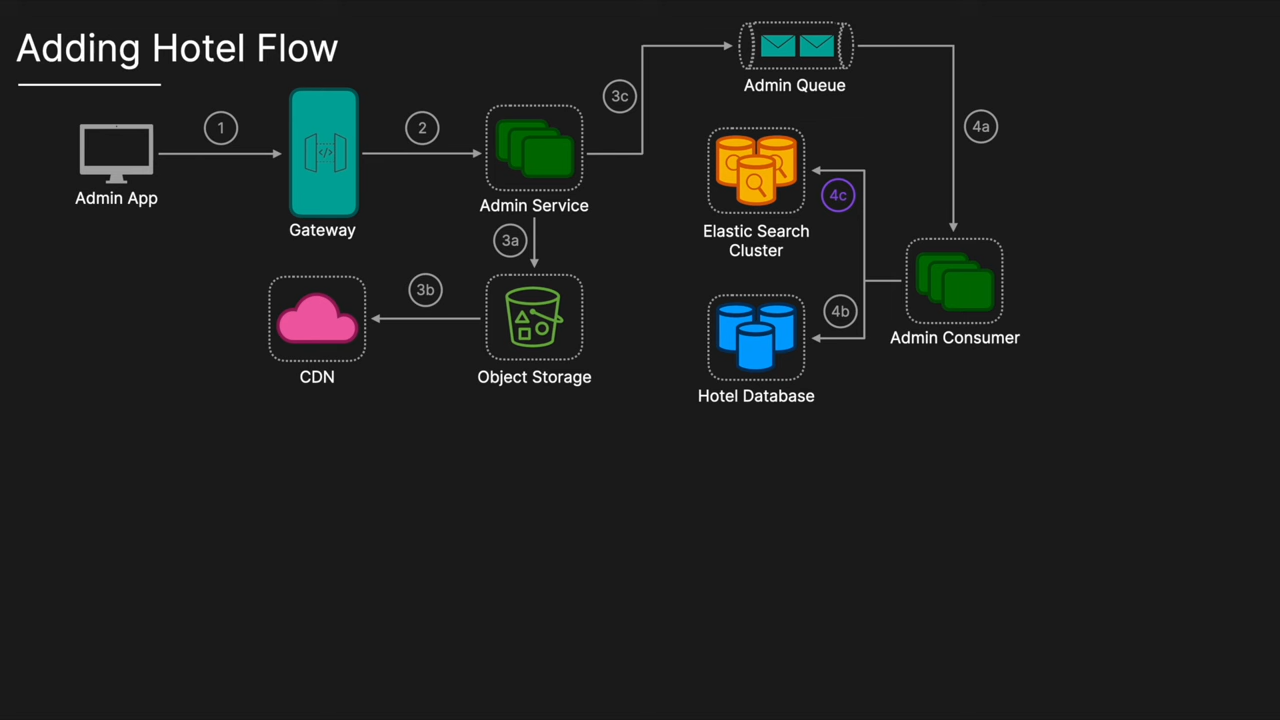 Adding Hotel Flow
Admin App
1
</>
Gateway
2
Admin Service
3c
Admin Queue
4a
3a
Object Storage
3b
CDN
Admin Consumer
4c
Elastic Search
Cluster
4b
Hotel Database